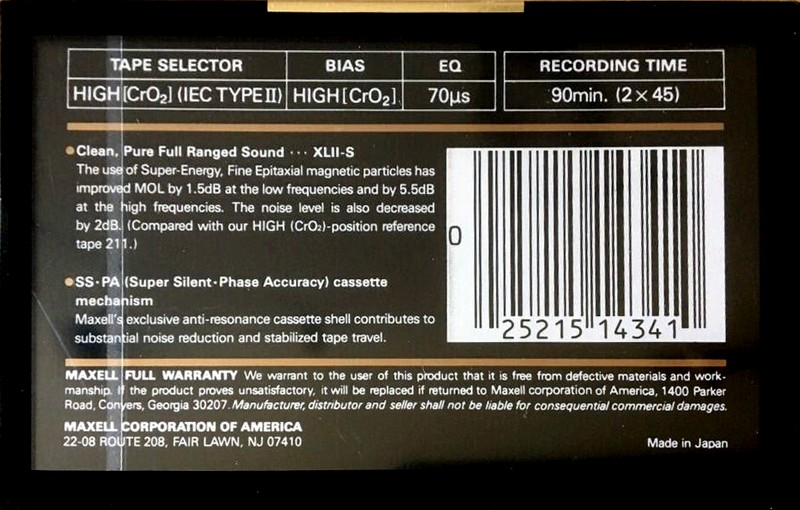 TAPE SELECTOR BIAS EQ RECORDING TIME
HIGH[CrO₂] (IEC TYPE II) HIGH[CrO₂] 70µs 90min. (2×45)
•Clean, Pure Full Ranged Sound ··· XLII-S
The use of Super-Energy, Fine Epitaxial magnetic particles has
improved MOL by 1.5dB at the low frequencies and by 5.5dB
at the high frequencies. The noise level is also decreased
by 2dB. (Compared with our HIGH (CrO₂)-position reference
tape 211.)
•SS·PA (Super Silent·Phase Accuracy) cassette
mechanism
Maxell's exclusive anti-resonance cassette shell contributes to
substantial noise reduction and stabilized tape travel.
0 25215 14341
MAXELL FULL WARRANTY We warrant to the user of this product that it is free from defective materials and work-
manship. If the product proves unsatisfactory, it will be replaced if returned to Maxell corporation of America, 1400 Parker
Road, Conyers, Georgia 30207. Manufacturer, distributor and seller shall not be liable for consequential commercial damages.
MAXELL CORPORATION OF AMERICA
22-08 ROUTE 208, FAIR LAWN, NJ 07410
Made in Japan